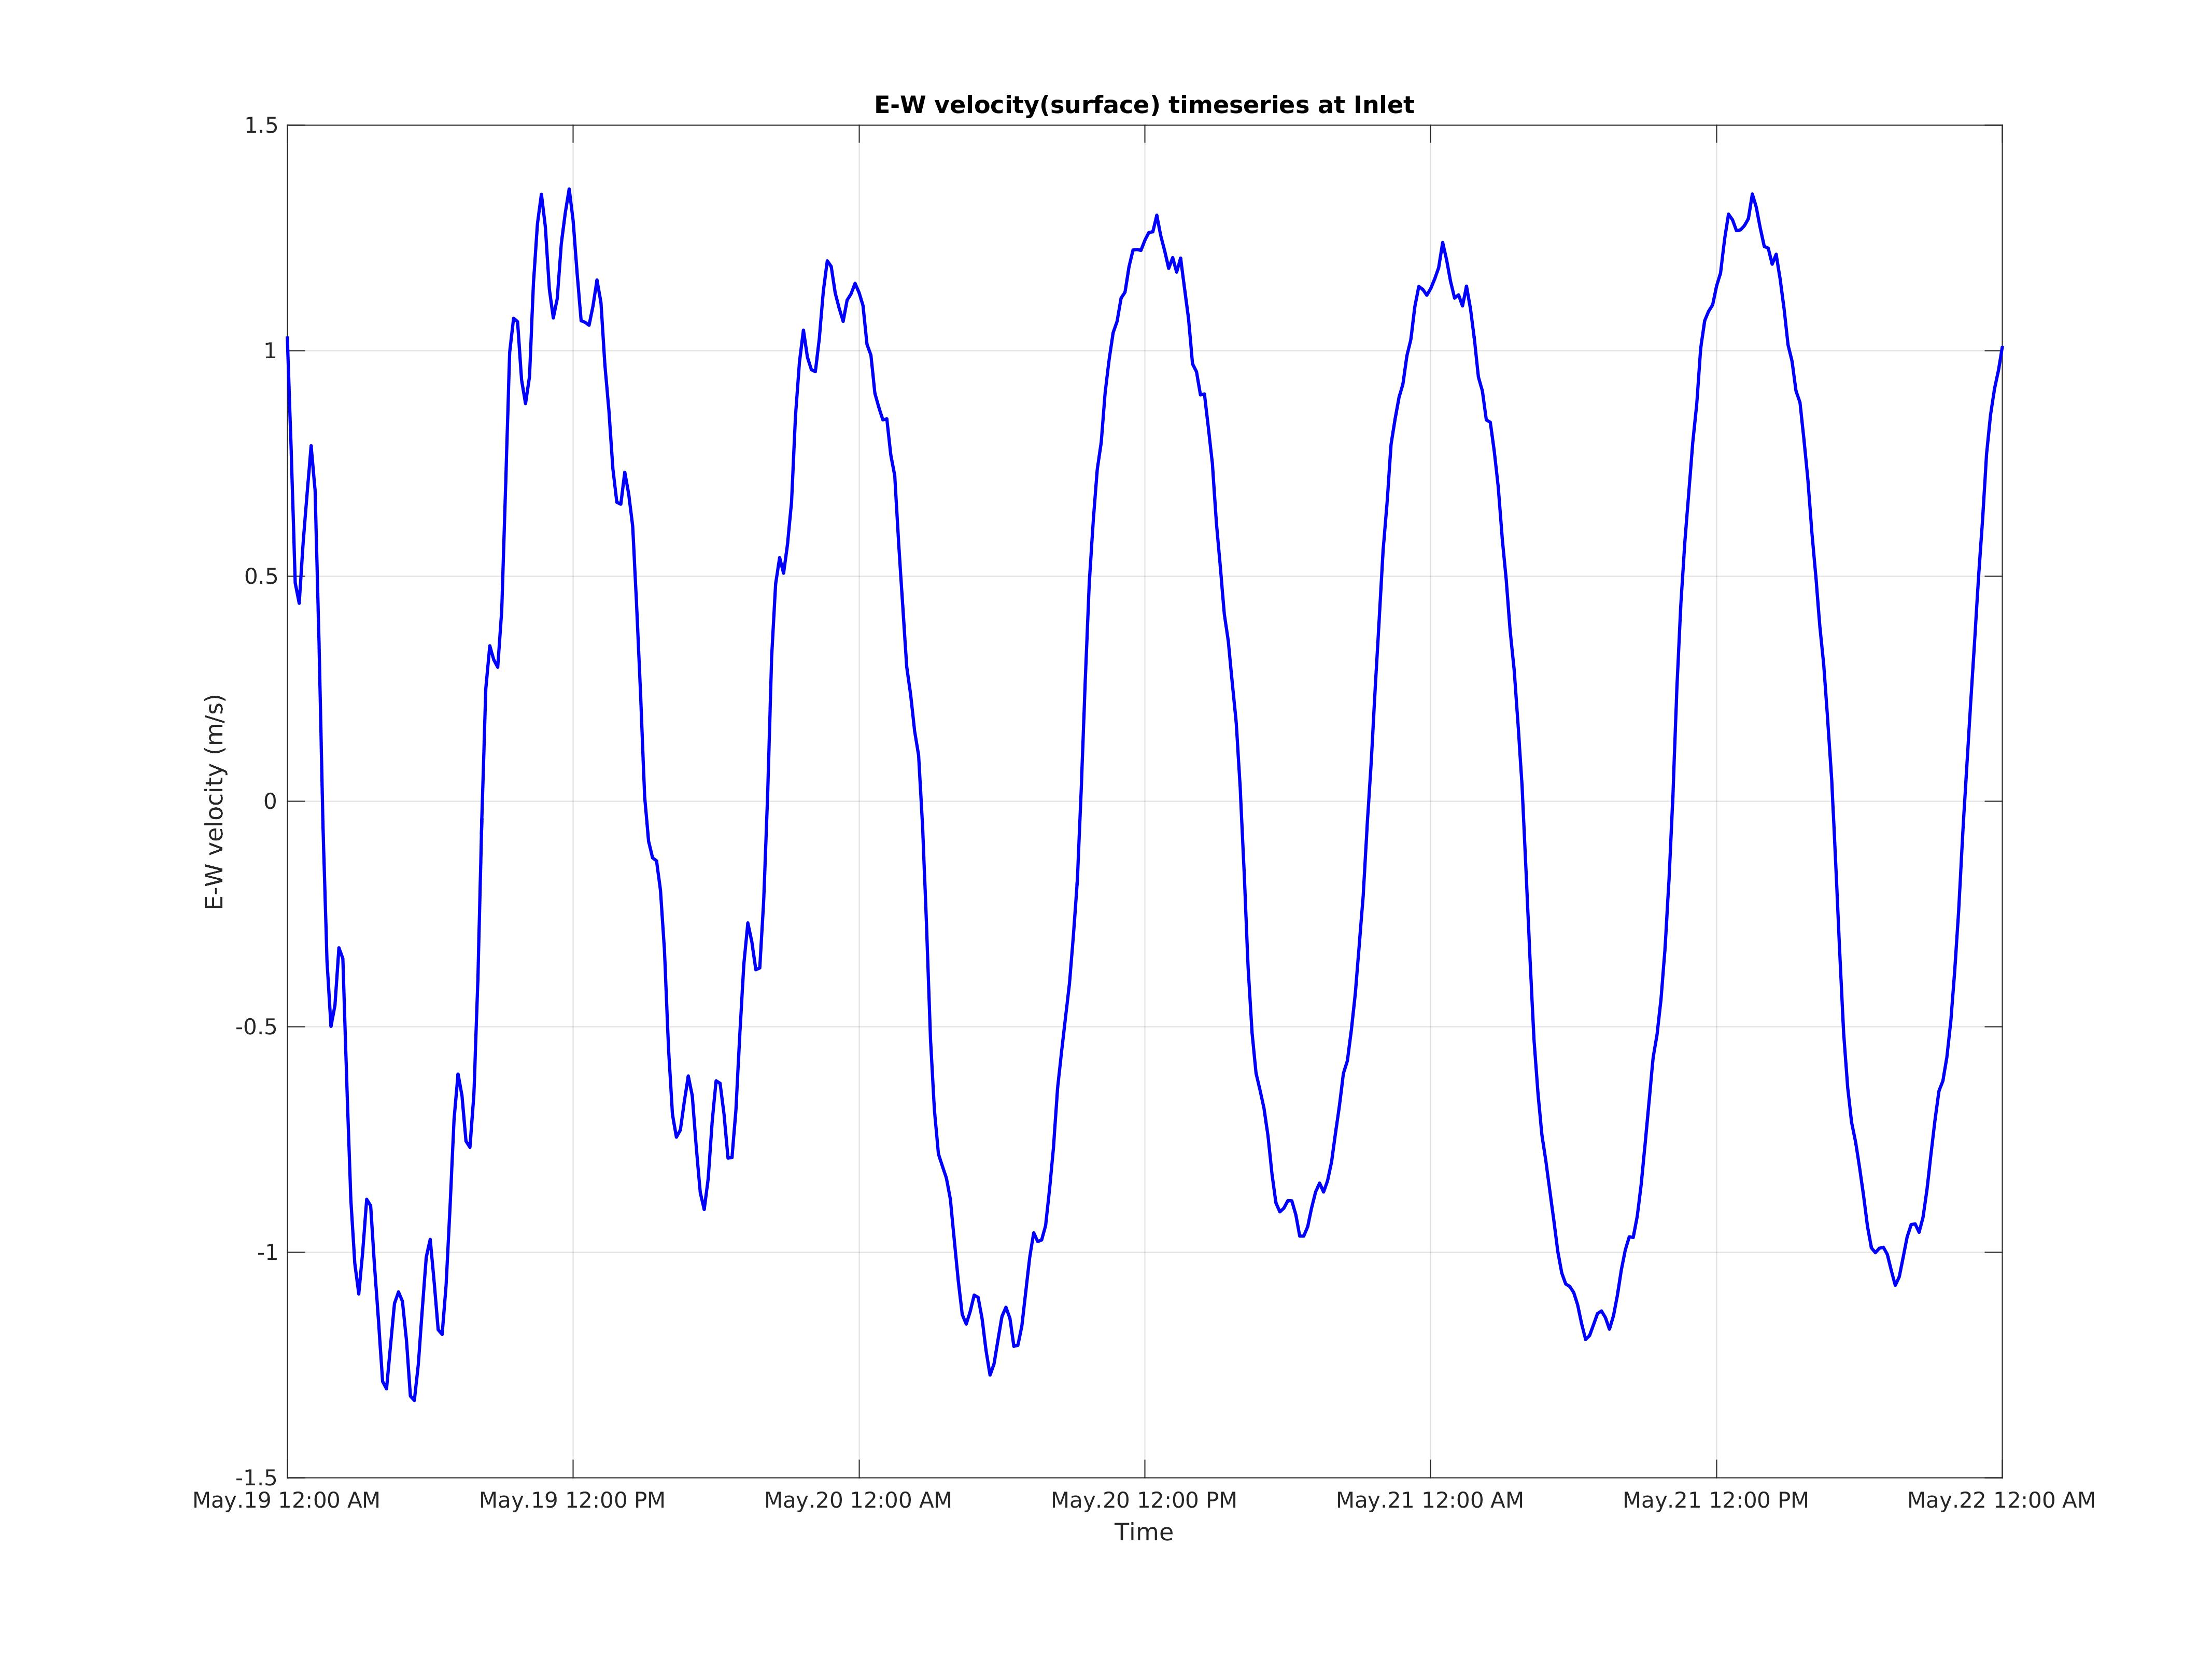 E-W velocity(surface) timeseries at Inlet
1.5
1
0.5
0
-0.5
-1
-1.5
E-W velocity (m/s)
May.19 12:00 AM May.19 12:00 PM May.20 12:00 AM May.20 12:00 PM May.21 12:00 AM May.21 12:00 PM May.22 12:00 AM
Time